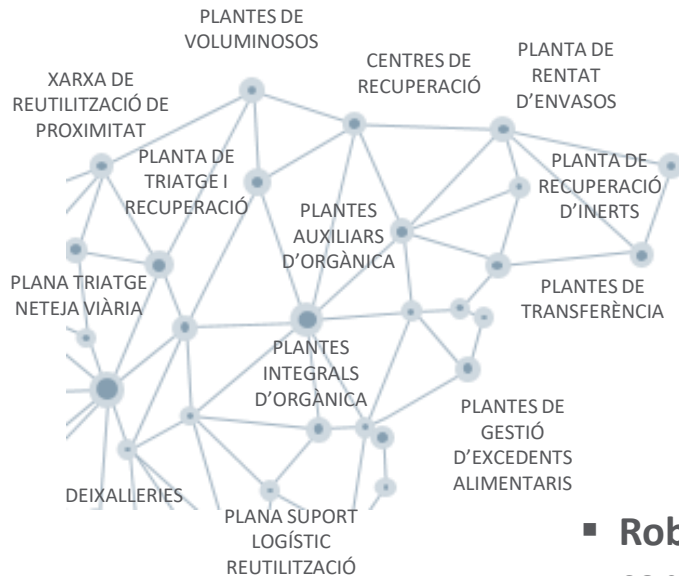 PLANTES DE
VOLUMINOSOS
CENTRES DE
RECUPERACIÓ
PLANTA DE
RENTAT
D'ENVASOS
XARXA DE
REUTILITZACIÓ DE
PROXIMITAT
PLANTA DE
TRIATGE I
RECUPERACIÓ
PLANTA DE
RECUPERACIÓ
D'INERTS
PLANTES
AUXILIARS
D'ORGÀNICA
PLANA TRIATGE
NETEJA VIÀRIA
PLANTES DE
TRANSFERÈNCIA
PLANTES
INTEGRALS
D'ORGÀNICA
PLANTES DE
GESTIÓ
D'EXCEDENTS
ALIMENTARIS
DEIXALLERIES
PLANA SUPORT
LOGÍSTIC
REUTILITZACIÓ
▪ Rob